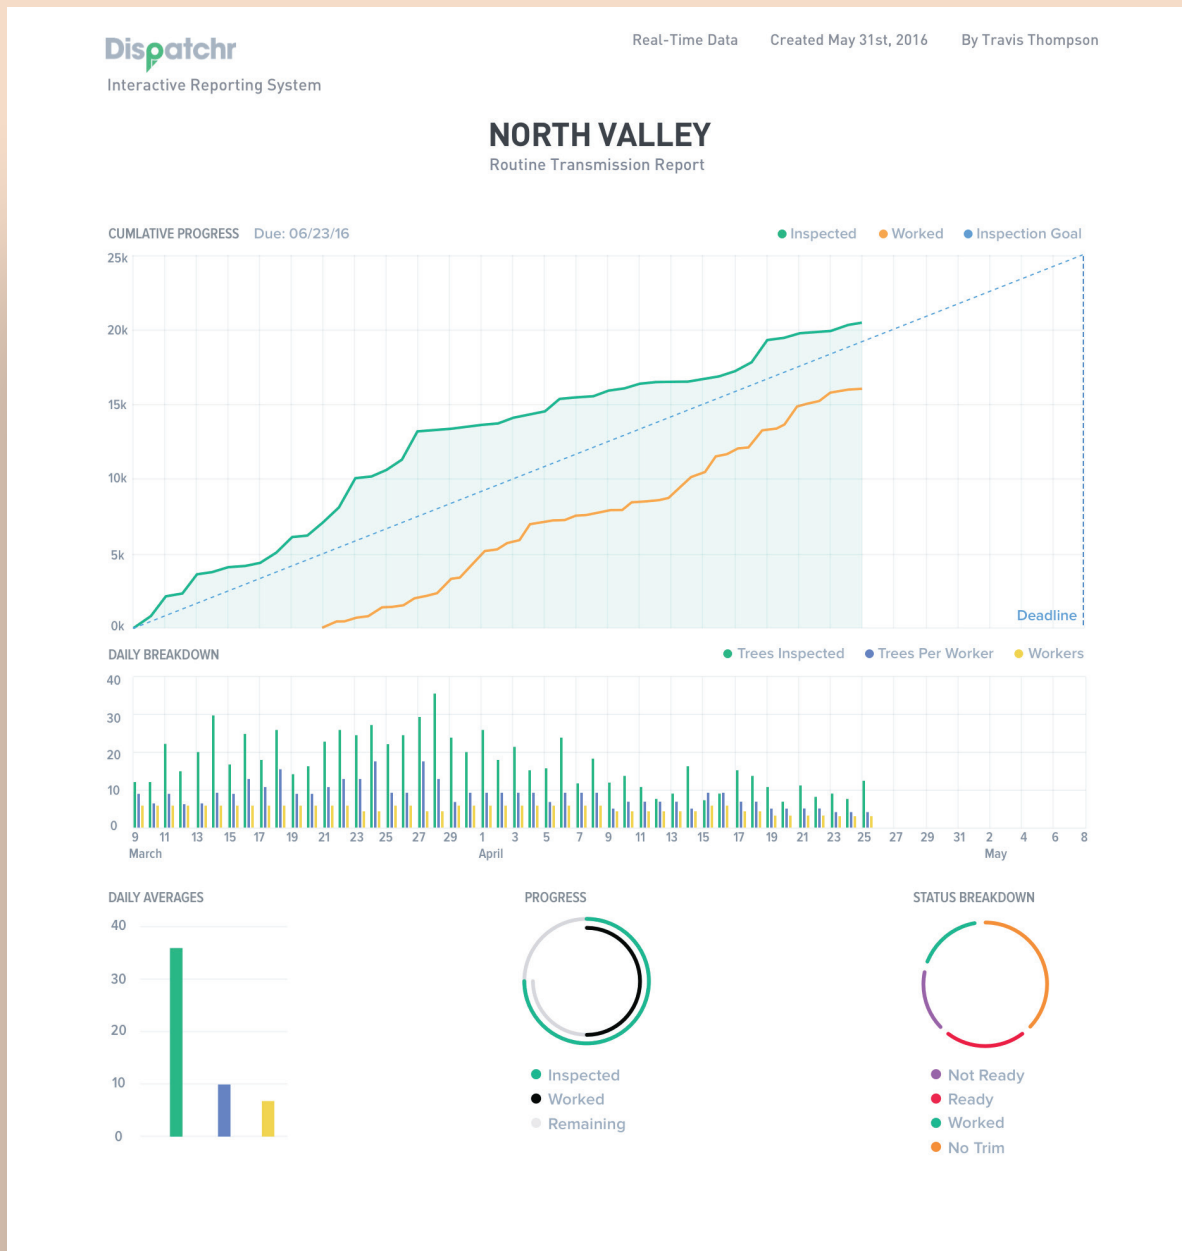 Dispatchr
Interactive Reporting System
Real-Time Data Created May 31st, 2016 By Travis Thompson
NORTH VALLEY
Routine Transmission Report
CUMLATIVE PROGRESS Due: 06/23/16 Inspected Worked Inspection Goal
25k
20k
15k
10k
5k
0k
Deadline
DAILY BREAKDOWN Trees Inspected Trees Per Worker Workers
40
30
20
10
0
9 11 13 15 17 19 21 23 25 27 29 1 3 5 7 9 11 13 15 17 19 21 23 25 27 29 31 2 4 6 8
March April May
DAILY AVERAGES
40
30
20
10
0
PROGRESS
Inspected
Worked
Remaining
STATUS BREAKDOWN
Not Ready
Ready
Worked
No Trim